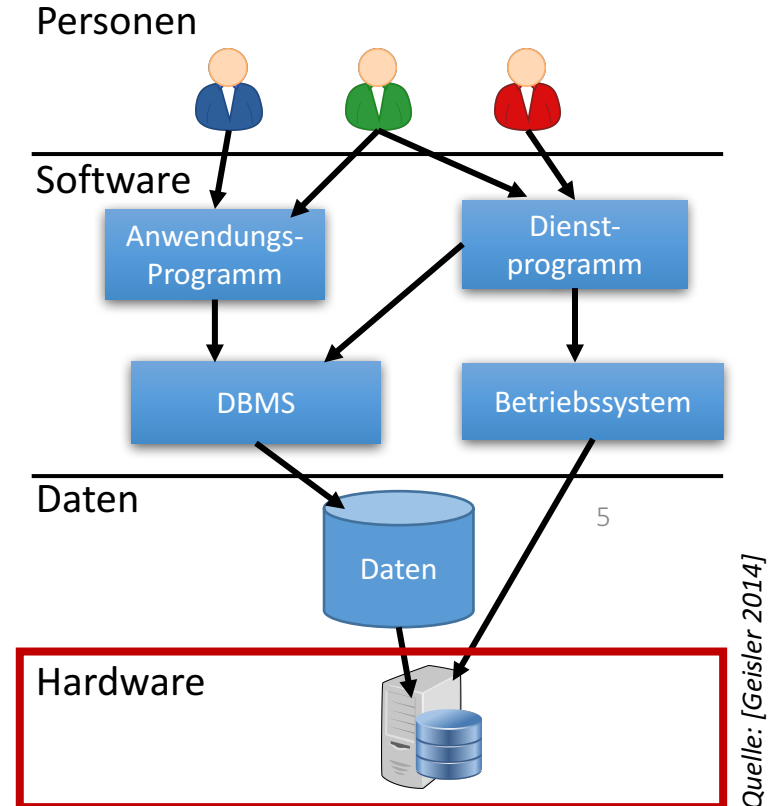 Personen
Software
Anwendungs-
Programm
Dienst-
programm
DBMS
Betriebssystem
Daten
5
Daten
Hardware
Quelle: [Geisler 2014]